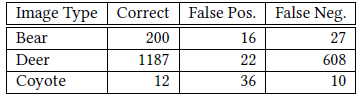 Image Type Correct False Pos. False Neg.
Bear 200 16 27
Deer 1187 22 608
Coyote 12 36 10